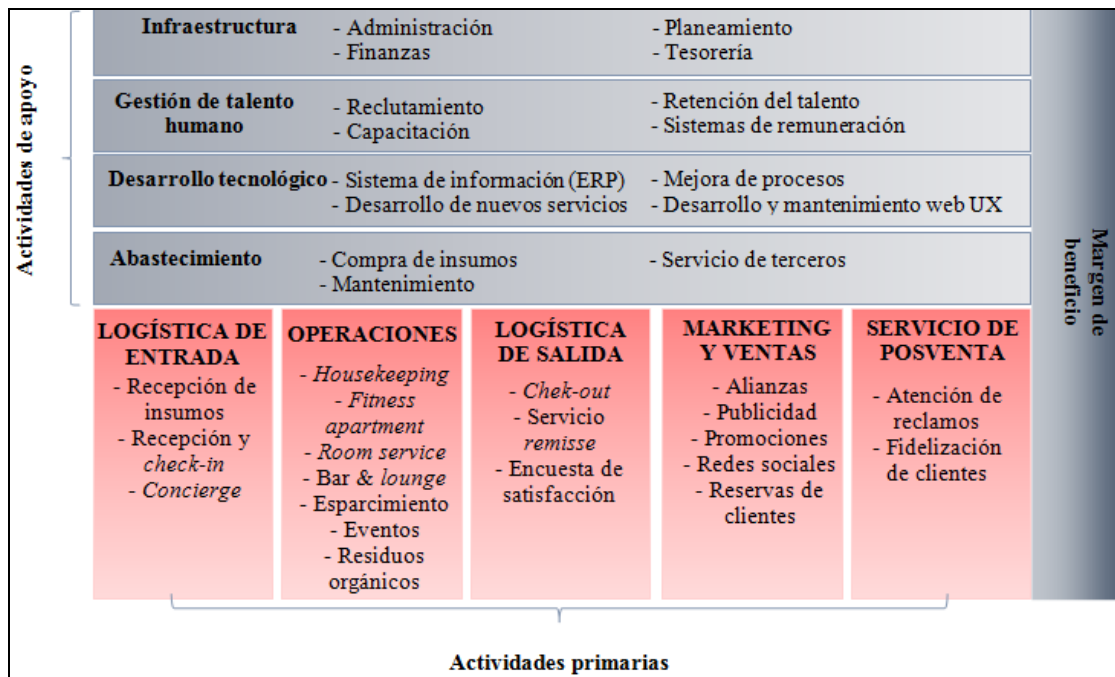 Actividades de apoyo
Infraestructura
- Administración
- Finanzas
- Planeamiento
- Tesorería
Gestión de talento
humano
- Reclutamiento
- Capacitación
- Retención del talento
- Sistemas de remuneración
Desarrollo tecnológico
- Sistema de información (ERP)
- Desarrollo de nuevos servicios
- Mejora de procesos
- Desarrollo y mantenimiento web UX
Abastecimiento
- Compra de insumos
- Mantenimiento
- Servicio de terceros
Margen de
beneficio
LOGÍSTICA DE
ENTRADA
- Recepción de
insumos
- Recepción y
check-in
- Concierge
OPERACIONES
- Housekeeping
- Fitness
apartment
- Room service
- Bar & lounge
- Esparcimiento
- Eventos
- Residuos
orgánicos
LOGÍSTICA
DE SALIDA
- Chek-out
- Servicio
remisse
- Encuesta de
satisfacción
MARKETING
Y VENTAS
- Alianzas
- Publicidad
- Promociones
- Redes sociales
- Reservas de
clientes
SERVICIO DE
POSVENTA
- Atención de
reclamos
- Fidelización
de clientes
Actividades primarias